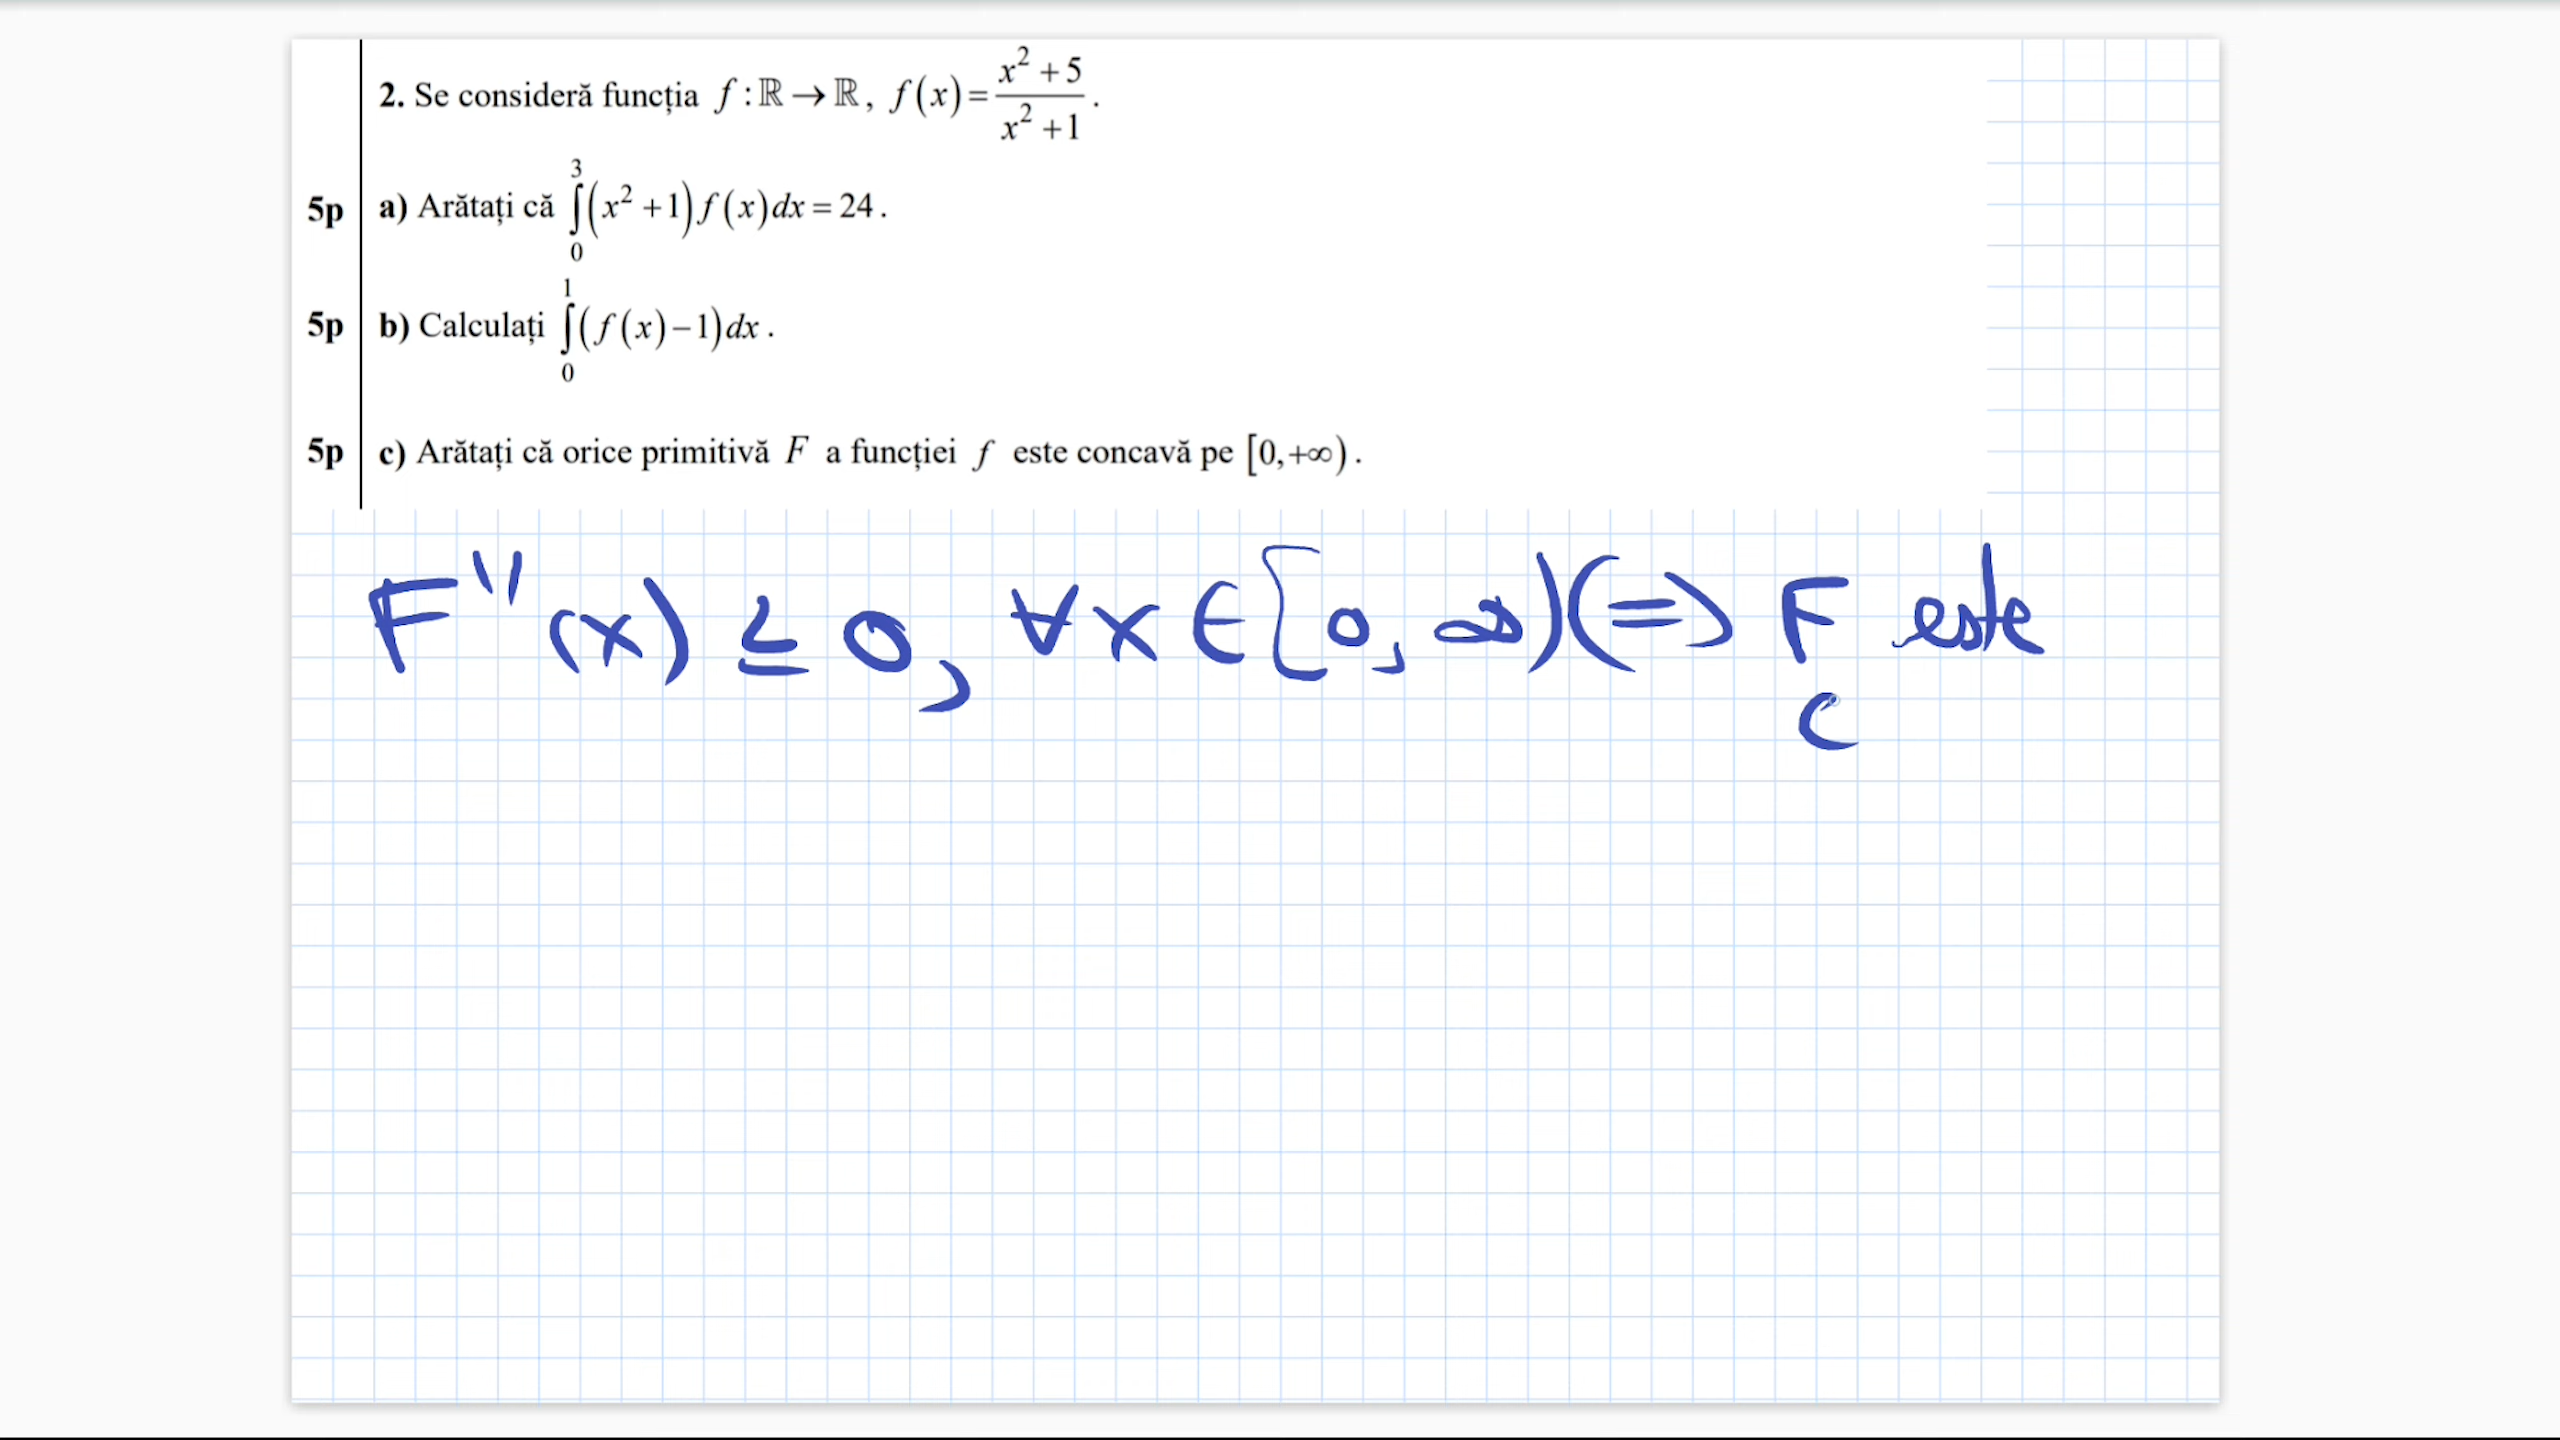 2. Se consideră funcția f : ℝ → ℝ, f(x) = (x² + 5)/(x² + 1).
5p a) Arătați că ∫₀³ (x² + 1) f(x) dx = 24.
5p b) Calculați ∫₀¹ (f(x) − 1) dx.
5p c) Arătați că orice primitivă F a funcției f este concavă pe [0, +∞).
F''(x) ≤ 0, ∀x ∈ [0, ∞) (=) F este
c